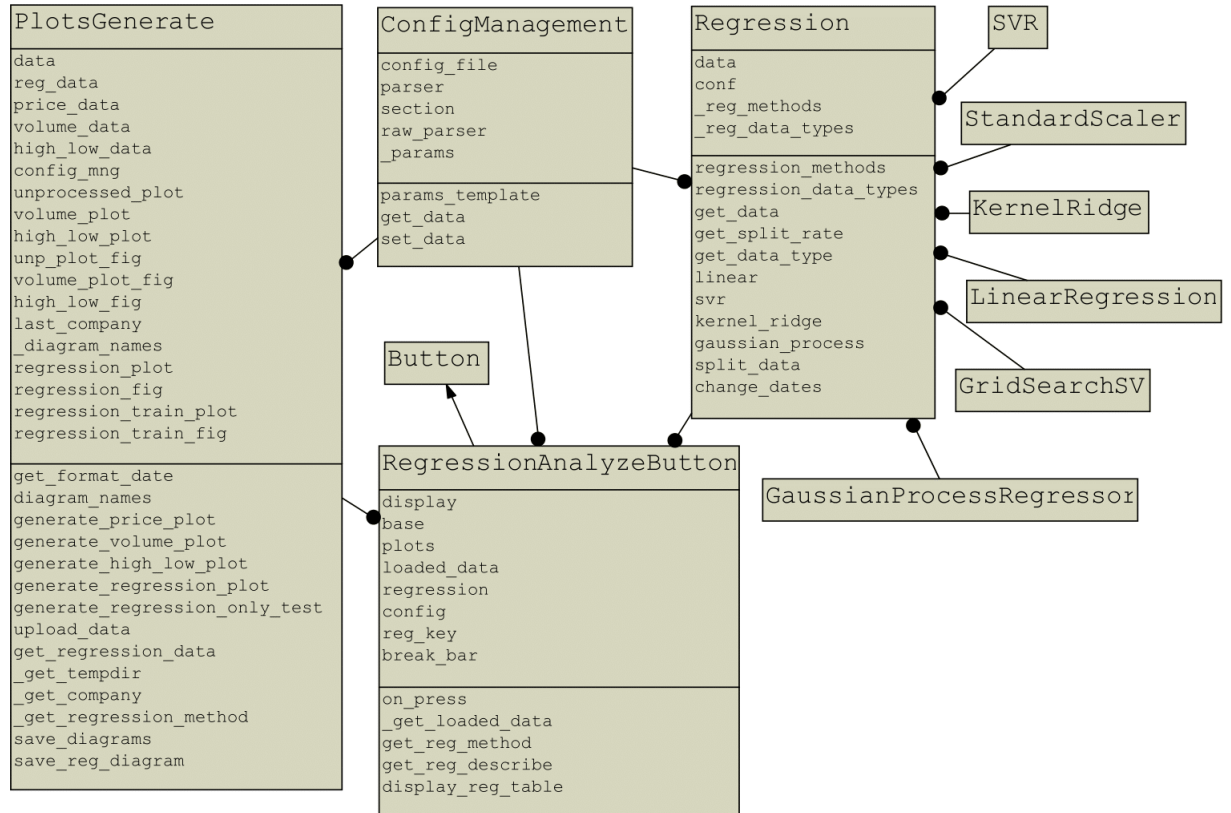 PlotsGenerate
data
reg_data
price_data
volume_data
high_low_data
config_mng
unprocessed_plot
volume_plot
high_low_plot
unp_plot_fig
volume_plot_fig
high_low_fig
last_company
_diagram_names
regression_plot
regression_fig
regression_train_plot
regression_train_fig
get_format_date
diagram_names
generate_price_plot
generate_volume_plot
generate_high_low_plot
generate_regression_plot
generate_regression_only_test
upload_data
get_regression_data
_get_tempdir
_get_company
_get_regression_method
save_diagrams
save_reg_diagram
ConfigManagement
config_file
parser
section
raw_parser
_params
params_template
get_data
set_data
Button
RegressionAnalyzeButton
display
base
plots
loaded_data
regression
config
reg_key
break_bar
on_press
_get_loaded_data
get_reg_method
get_reg_describe
display_reg_table
Regression
data
conf
_reg_methods
_reg_data_types
regression_methods
regression_data_types
get_data
get_split_rate
get_data_type
linear
svr
kernel_ridge
gaussian_process
split_data
change_dates
SVR
StandardScaler
KernelRidge
LinearRegression
GridSearchSV
GaussianProcessRegressor